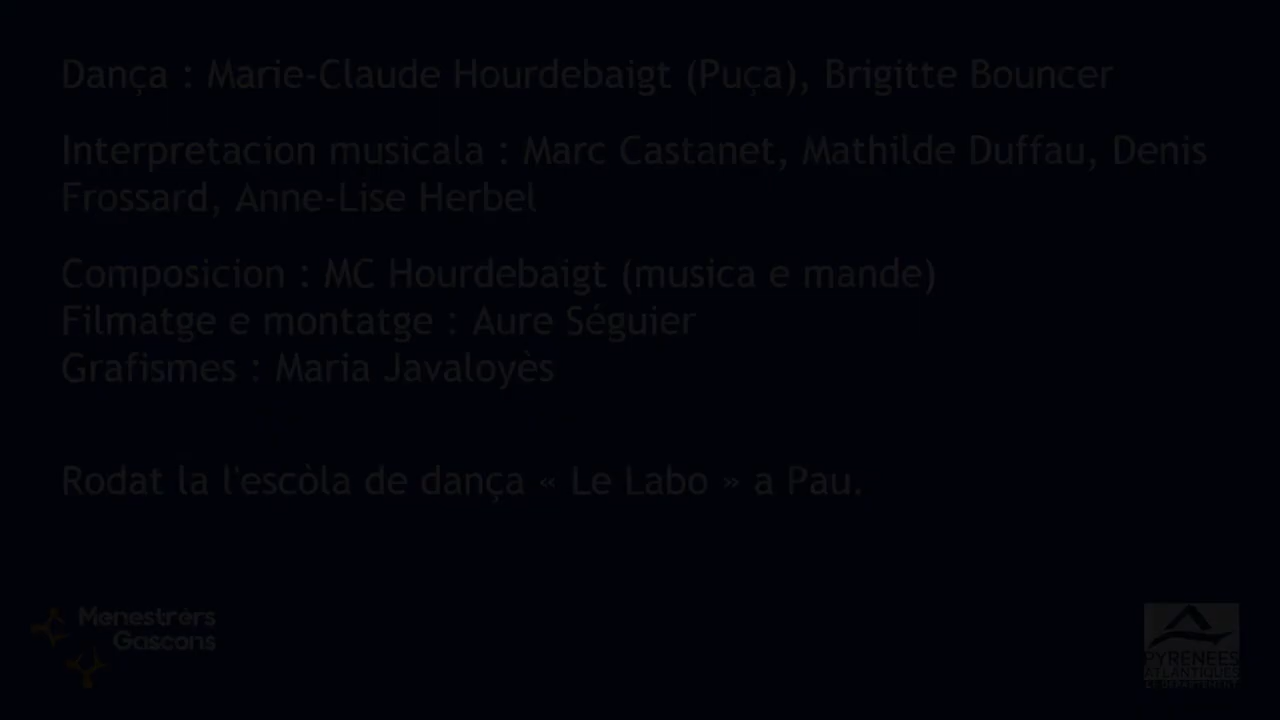 Dança : Marie-Claude Hourdebaigt (Puça), Brigitte Bouncer
Interpretacion musicala : Marc Castanet, Mathilde Duffau, Denis
Frossard, Anne-Lise Herbel
Composicion : MC Hourdebaigt (musica e mande)
Filmatge e montatge : Aure Séguier
Grafismes : Maria Javaloyès
Rodat la l'escòla de dança « Le Labo » a Pau.
Menestrèrs
Gascons
PYRENEES
ATLANTIQUES
LE DEPARTEMENT